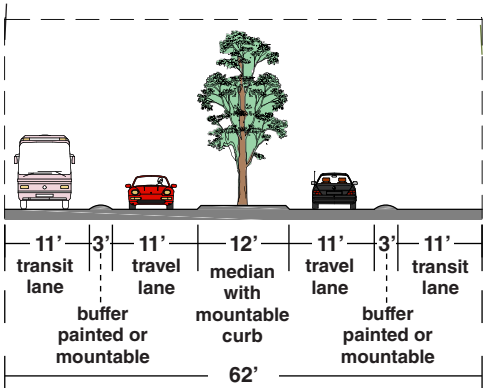 11' 3' 11' 12' 11' 3' 11'
transit
lane
travel
lane
median
with
mountable
curb
travel
lane
transit
lane
buffer
painted or
mountable
buffer
painted or
mountable
62'